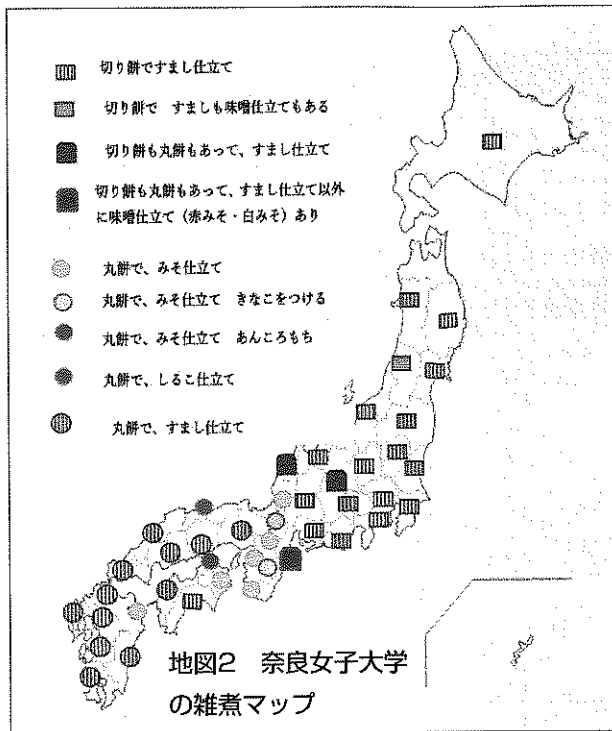 切り餅ですまし仕立て
切り餅で　すましも味噌仕立てもある
切り餅も丸餅もあって、すまし仕立て
切り餅も丸餅もあって、すまし仕立て以外
に味噌仕立て（赤みそ・白みそ）あり
丸餅で、みそ仕立て
丸餅で、みそ仕立て　きなこをつける
丸餅で、みそ仕立て　あんころもち
丸餅で、しるこ仕立て
丸餅で、すまし仕立て
地図2　奈良女子大学
の雑煮マップ